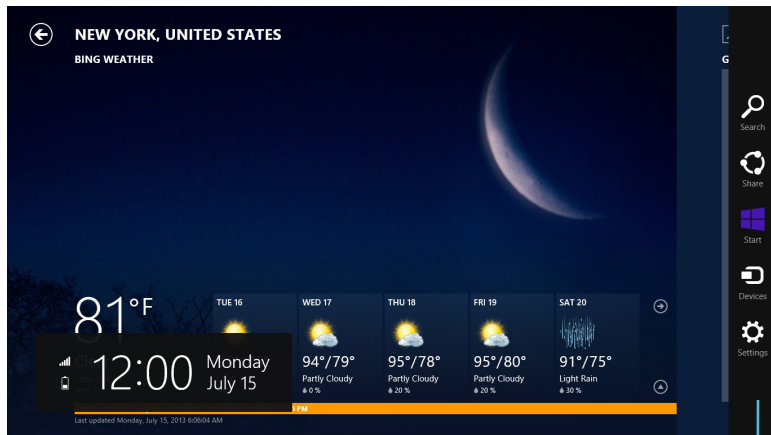 NEW YORK, UNITED STATES
BING WEATHER
G
Search
Share
Start
Devices
Settings
81°F
TUE 16
WED 17
94°/79°
Partly Cloudy
0 %
THU 18
95°/78°
Partly Cloudy
20 %
FRI 19
95°/80°
Partly Cloudy
20 %
SAT 20
91°/75°
Light Rain
30 %
12:00
Monday
July 15
PM
Last updated Monday, July 15, 2013 6:06:04 AM